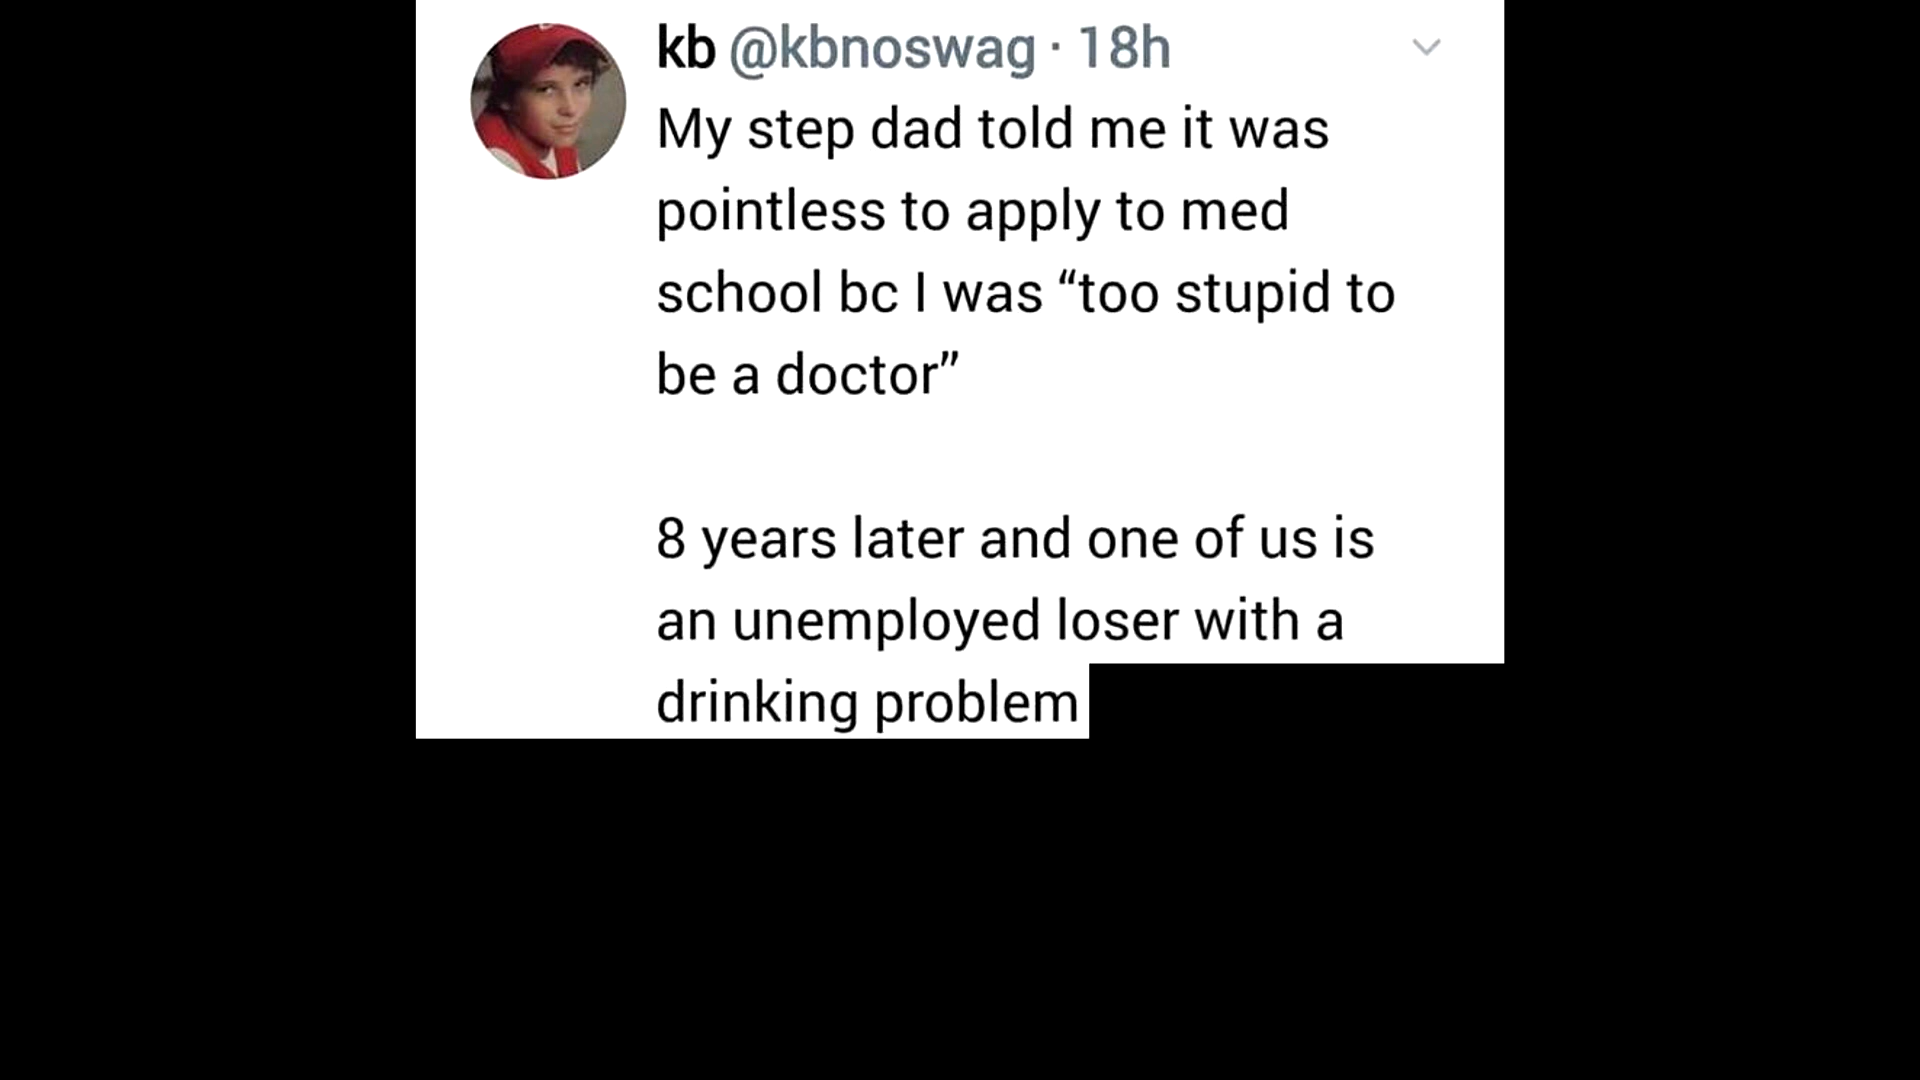 kb @kbnoswag · 18h
My step dad told me it was
pointless to apply to med
school bc I was “too stupid to
be a doctor”
8 years later and one of us is
an unemployed loser with a
drinking problem